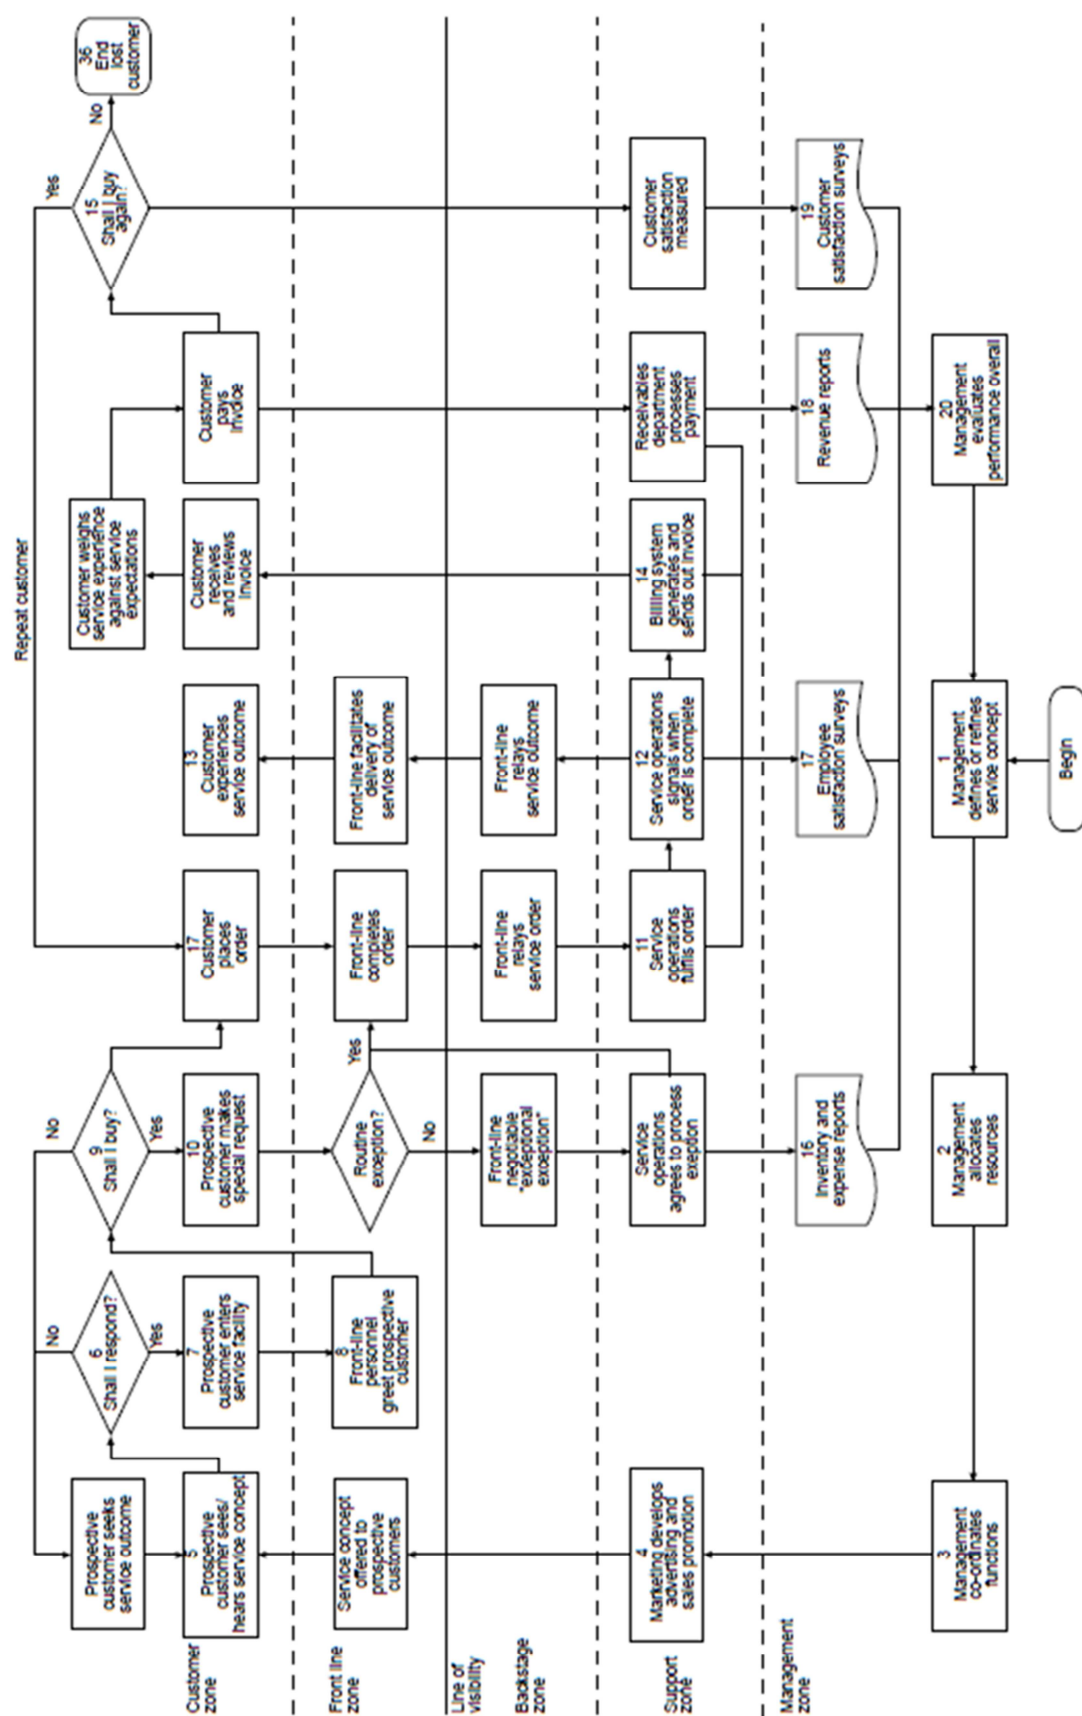 Repeat customer
Yes
No
36
End
lost
customer
15
Shall I buy
again?
No
No
Customer weighs
service experience
against service
expectations
Prospective
customer seeks
service outcome
6
Shall I respond?
9
Shall I buy?
Yes
Yes
Customer
zone
5
Prospective
customer sees/
hears service concept
7
Prospective
customer enters
service facility
10
Prospective
customer makes
special request
17
Customer
places
order
13
Customer
experiences
service outcome
Customer
receives
and reviews
invoice
Customer
pays
invoice
Front line
zone
Service concept
offered to
prospective
customers
8
Front-line
personnel
greet prospective
customer
Routine
exception?
Yes
No
Front-line
completes
order
Front-line facilitates
delivery of
service outcome
Line of
visibility
Backstage
zone
Front-line
negotiable
"exceptional
exception"
Front-line
relays
service order
Front-line
relays
service outcome
Support
zone
4
Marketing develops
advertising and
sales promotion
Service
operations
agrees to process
exeption
11
Service
operations
fulfils order
12
Service operations
signals when
order is complete
14
Billing system
generates and
sends out invoice
Receivables
department
processes
payment
Customer
satisfaction
measured
Management
zone
16
Inventory and
expense reports
17
Employee
satisfaction surveys
18
Revenue reports
19
Customer
satisfaction surveys
3
Management
co-ordinates
functions
2
Management
allocates
resources
1
Management
defines or refines
service concept
20
Management
evaluates
performance overall
Begin